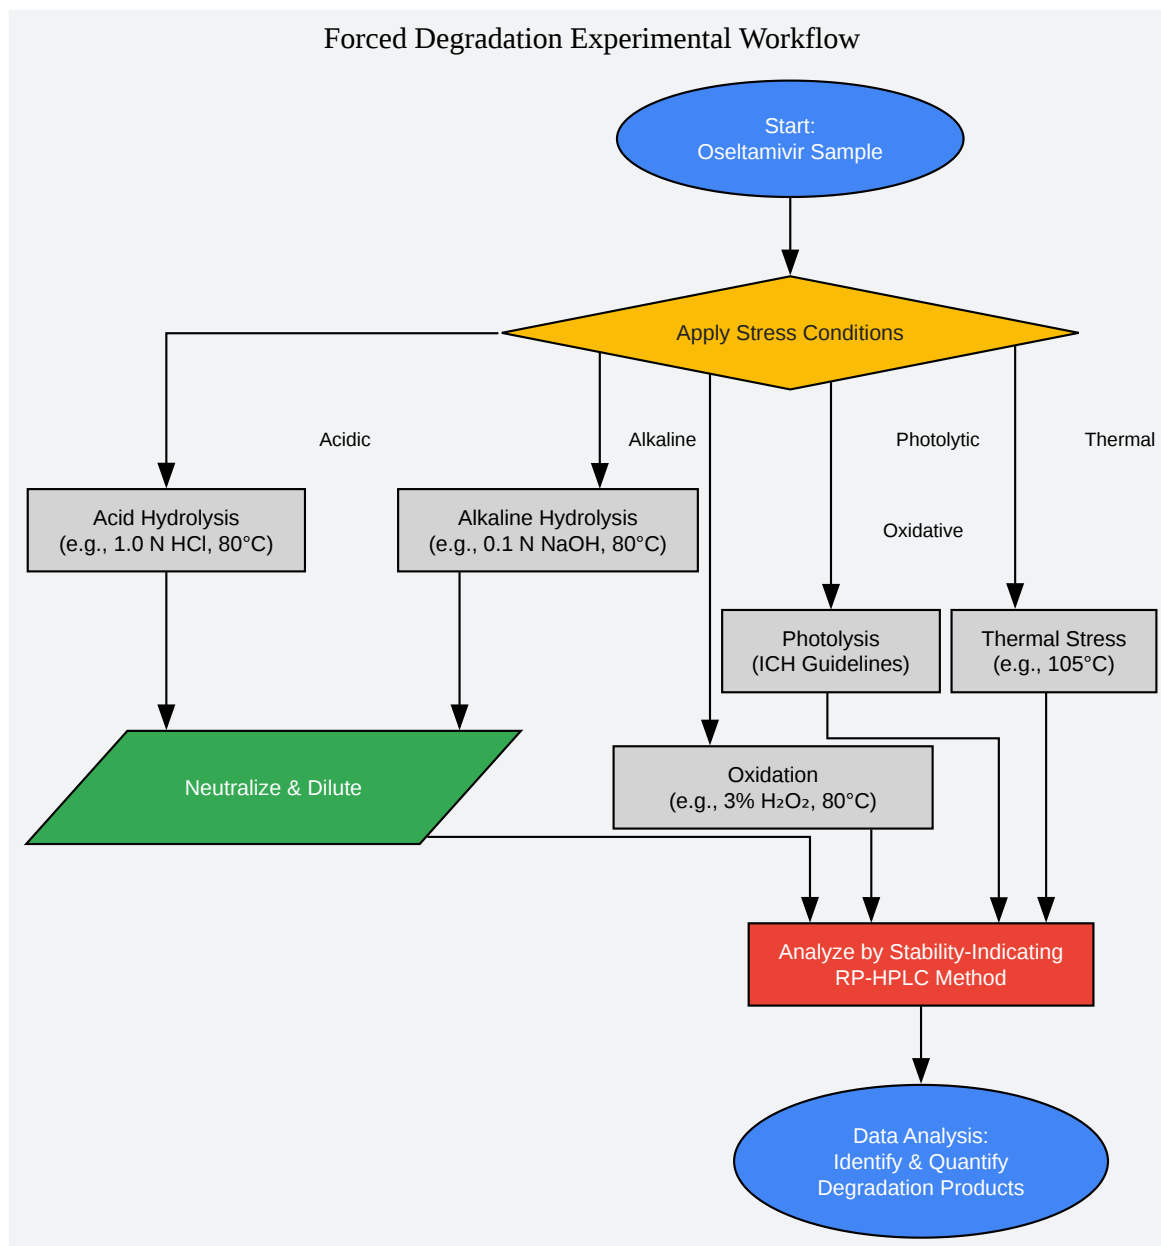 Forced Degradation Experimental Workflow
Start:
Oseltamivir Sample
Apply Stress Conditions
Acidic
Alkaline
Photolytic
Thermal
Acid Hydrolysis
(e.g., 1.0 N HCl, 80°C)
Alkaline Hydrolysis
(e.g., 0.1 N NaOH, 80°C)
Oxidative
Photolysis
(ICH Guidelines)
Thermal Stress
(e.g., 105°C)
Neutralize & Dilute
Oxidation
(e.g., 3% H₂O₂, 80°C)
Analyze by Stability-Indicating
RP-HPLC Method
Data Analysis:
Identify & Quantify
Degradation Products